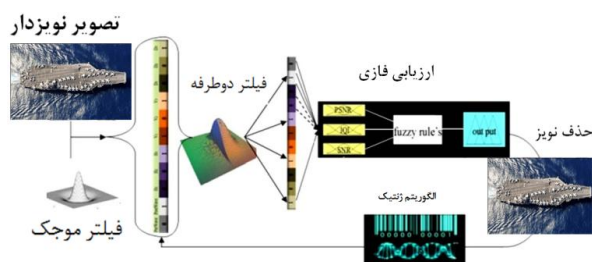 تصویر نویزدار
فیلتر دوطرفه
ارزیابی فازی
PSNR
IQI
SNR
fuzzy rule's
out put
حذف نویز
فیلتر موجک
الگوریتم ژنتیک